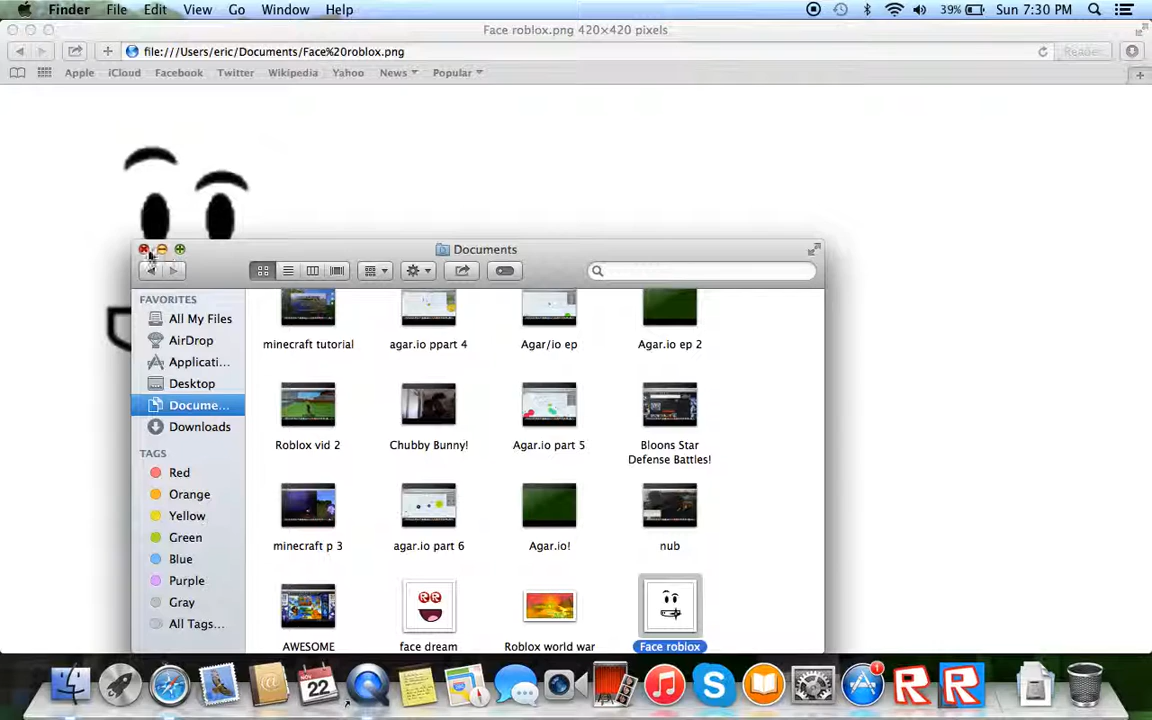 Finder File Edit View Go Window Help 39% Sun 7:30 PM
Face roblox.png 420×420 pixels
file:///Users/eric/Documents/Face%20roblox.png Reader
Apple iCloud Facebook Twitter Wikipedia Yahoo News Popular
Documents
FAVORITES
All My Files
AirDrop
Applicati...
Desktop
Docume...
Downloads
TAGS
Red
Orange
Yellow
Green
Blue
Purple
Gray
All Tags...
minecraft tutorial agar.io ppart 4 Agar/io ep Agar.io ep 2
Roblox vid 2 Chubby Bunny! Agar.io part 5 Bloons Star
Defense Battles!
minecraft p 3 agar.io part 6 Agar.io! nub
AWESOME face dream Roblox world war Face roblox
NOV
22
1